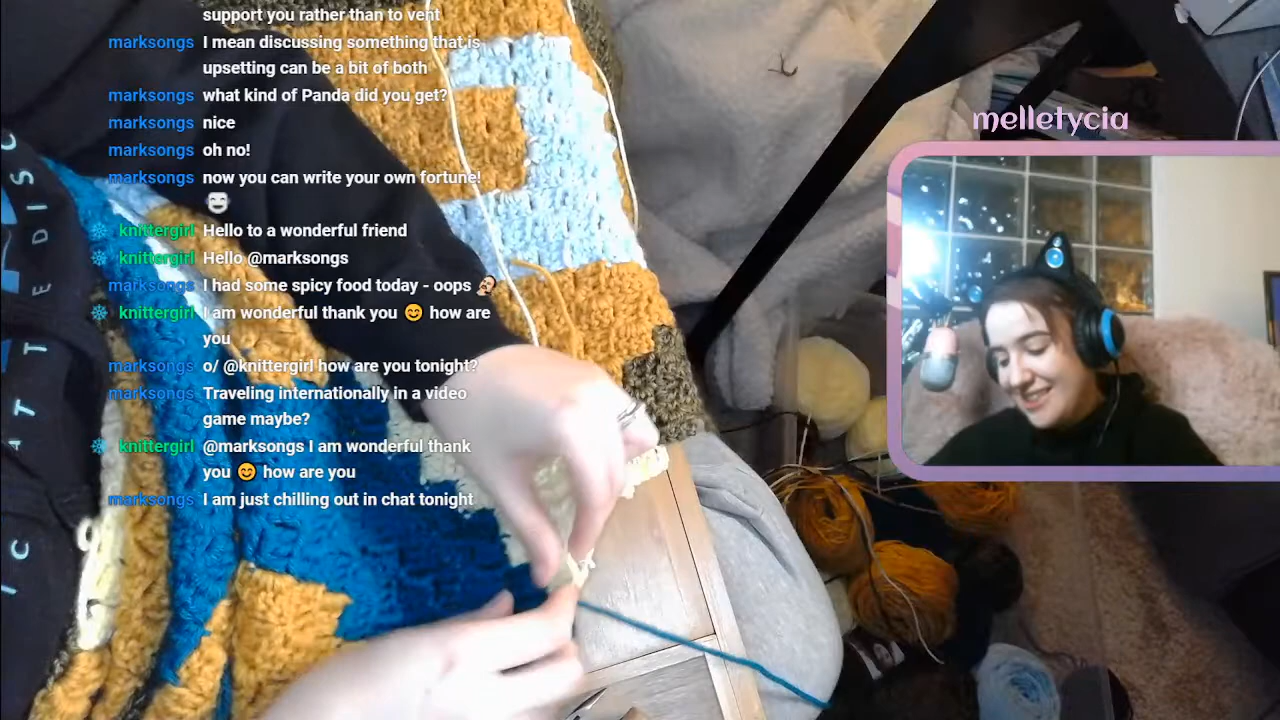 support you rather than to vent
marksongs I mean discussing something that is
upsetting can be a bit of both
marksongs what kind of Panda did you get?
marksongs nice
marksongs oh no!
marksongs now you can write your own fortune!
knittergirl Hello to a wonderful friend
knittergirl Hello @marksongs
marksongs I had some spicy food today - oops
knittergirl I am wonderful thank you 😊 how are
you
marksongs o/ @knittergirl how are you tonight?
marksongs Traveling internationally in a video
game maybe?
knittergirl @marksongs I am wonderful thank
you 😊 how are you
marksongs I am just chilling out in chat tonight
melletycia